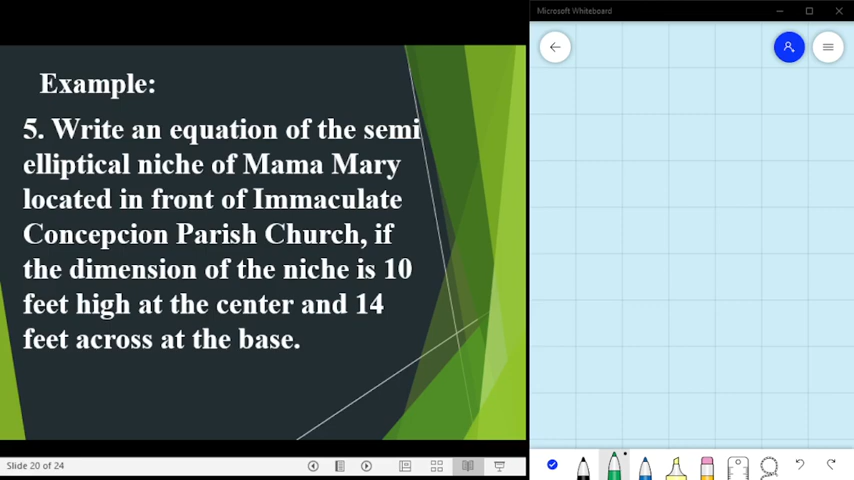 Microsoft Whiteboard
Example:
5. Write an equation of the semi
elliptical niche of Mama Mary
located in front of Immaculate
Concepcion Parish Church, if
the dimension of the niche is 10
feet high at the center and 14
feet across at the base.
Slide 20 of 24